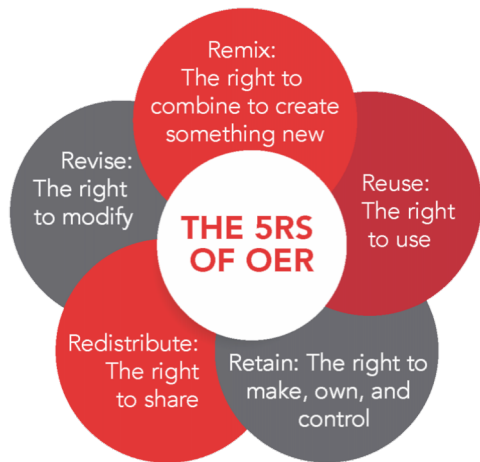 Remix:
The right to
combine to create
something new
Revise:
The right
to modify
Reuse:
The right
to use
THE 5RS
OF OER
Redistribute:
The right
to share
Retain: The right to
make, own, and
control